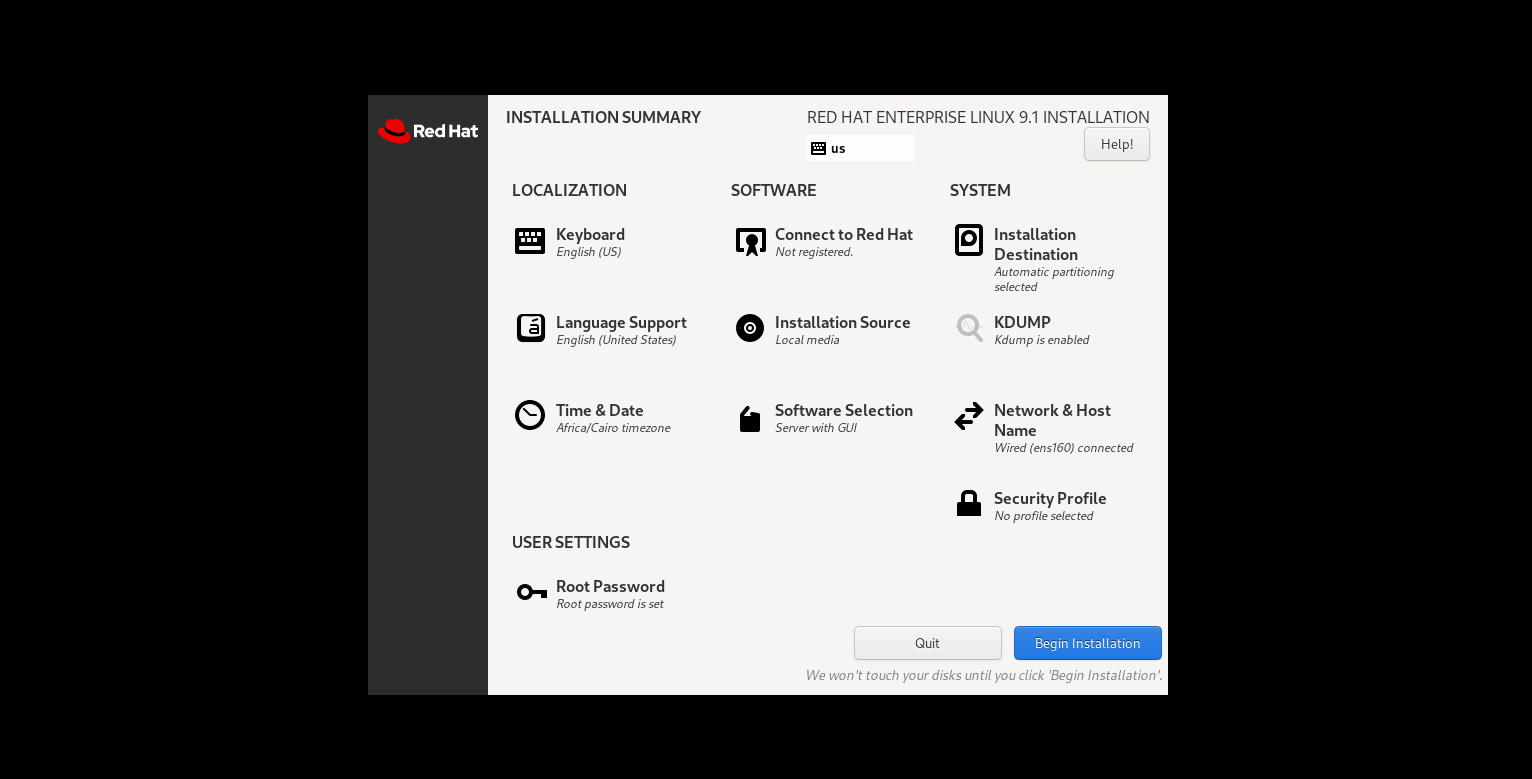 Red Hat
INSTALLATION SUMMARY
RED HAT ENTERPRISE LINUX 9.1 INSTALLATION
us
Help!
LOCALIZATION
Keyboard
English (US)
Language Support
English (United States)
Time & Date
Africa/Cairo timezone
SOFTWARE
Connect to Red Hat
Not registered.
Installation Source
Local media
Software Selection
Server with GUI
SYSTEM
Installation
Destination
Automatic partitioning
selected
KDUMP
Kdump is enabled
Network & Host
Name
Wired (ens160) connected
Security Profile
No profile selected
USER SETTINGS
Root Password
Root password is set
Quit
Begin Installation
We won't touch your disks until you click 'Begin Installation'.